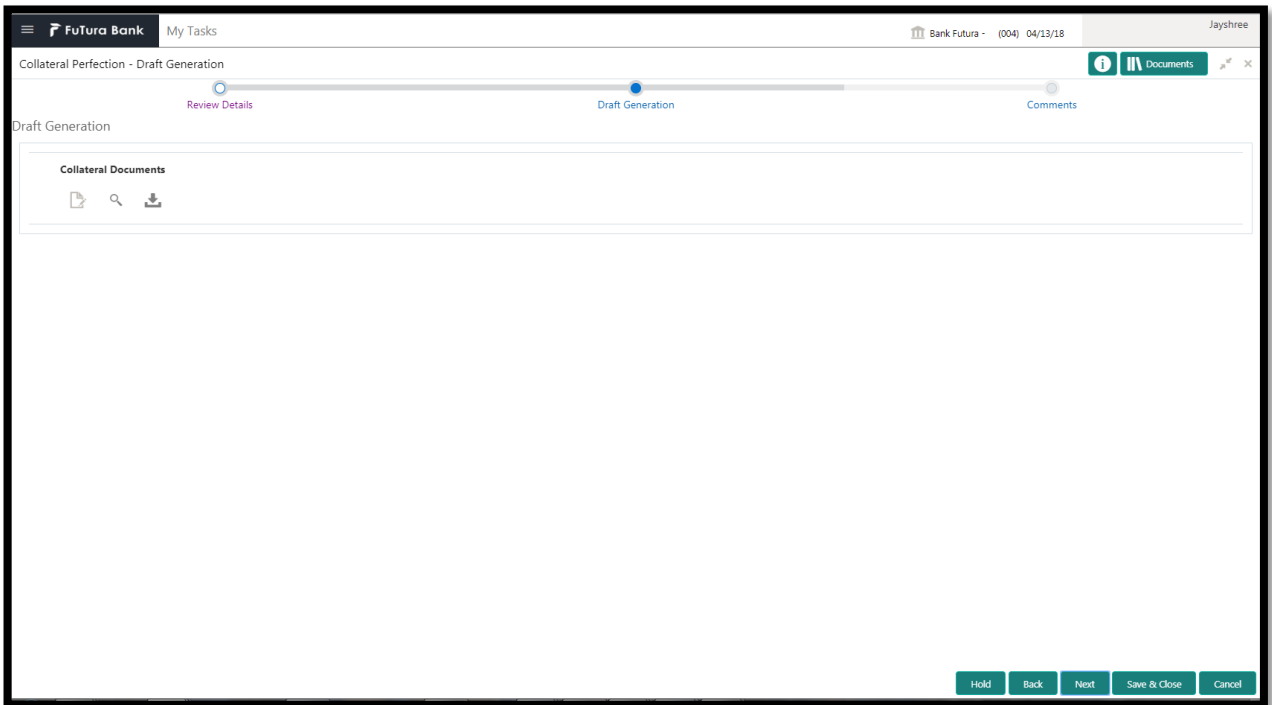 FuTura Bank My Tasks Bank Futura - (004) 04/13/18 Jayshree
Collateral Perfection - Draft Generation i Documents
Review Details Draft Generation Comments
Draft Generation
Collateral Documents
Hold Back Next Save & Close Cancel